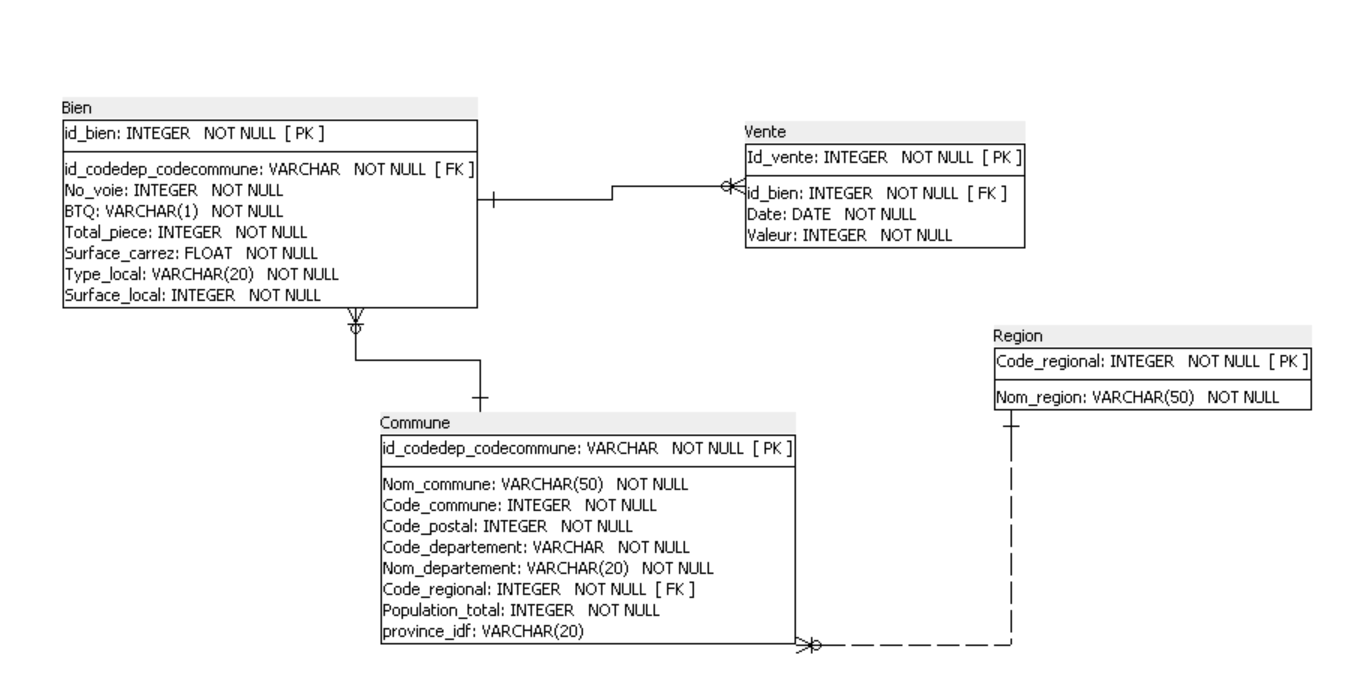 Bien
id_bien: INTEGER NOT NULL [ PK ]
id_codedep_codecommune: VARCHAR NOT NULL [ FK ]
No_voie: INTEGER NOT NULL
BTQ: VARCHAR(1) NOT NULL
Total_piece: INTEGER NOT NULL
Surface_carrez: FLOAT NOT NULL
Type_local: VARCHAR(20) NOT NULL
Surface_local: INTEGER NOT NULL
Vente
Id_vente: INTEGER NOT NULL [ PK ]
id_bien: INTEGER NOT NULL [ FK ]
Date: DATE NOT NULL
Valeur: INTEGER NOT NULL
Region
Code_regional: INTEGER NOT NULL [ PK ]
Nom_region: VARCHAR(50) NOT NULL
Commune
id_codedep_codecommune: VARCHAR NOT NULL [ PK ]
Nom_commune: VARCHAR(50) NOT NULL
Code_commune: INTEGER NOT NULL
Code_postal: INTEGER NOT NULL
Code_departement: VARCHAR NOT NULL
Nom_departement: VARCHAR(20) NOT NULL
Code_regional: INTEGER NOT NULL [ FK ]
Population_total: INTEGER NOT NULL
province_idf: VARCHAR(20)